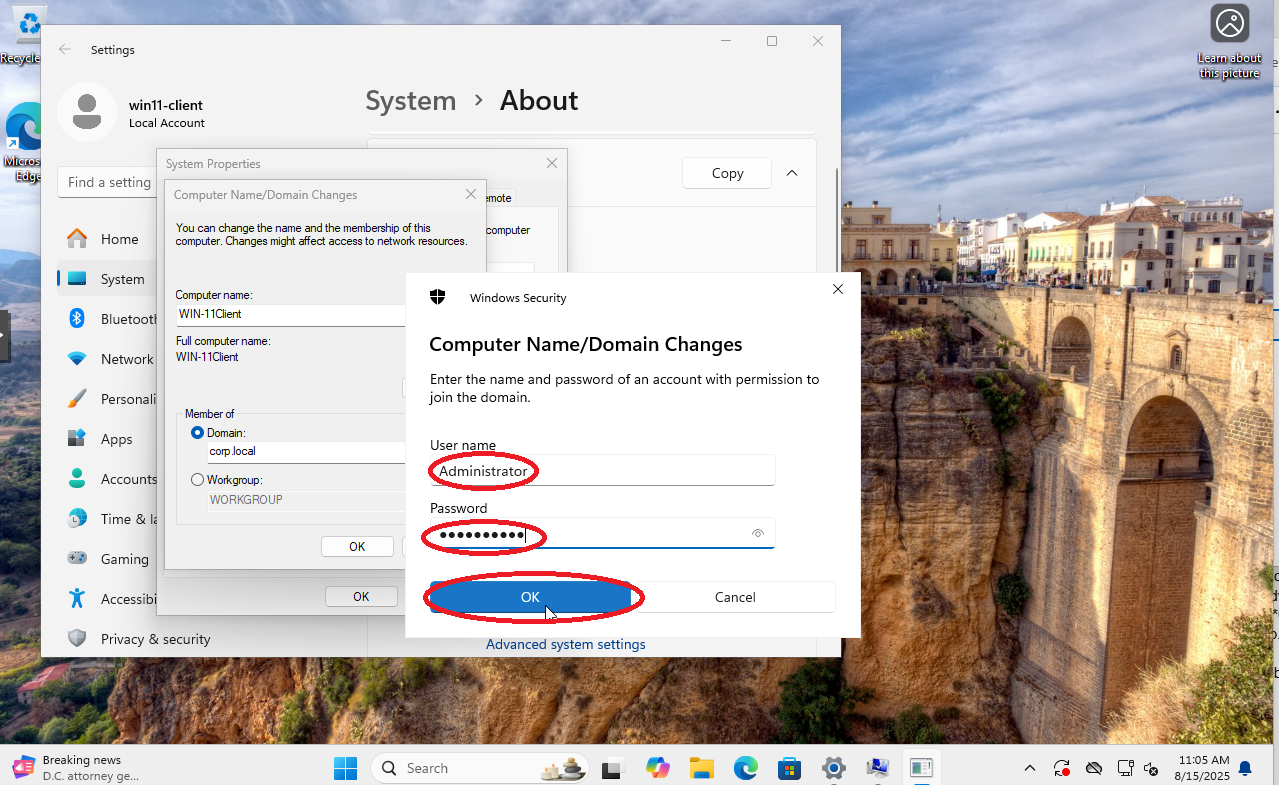 Recycle
Micros
Edge
Learn about
this picture
Settings
win11-client
Local Account
System > About
Find a setting
Home
System
Bluetooth
Network
Personali
Apps
Accounts
Time & la
Gaming
Accessibi
Privacy & security
Copy
System Properties
emote
computer
OK
Advanced system settings
Computer Name/Domain Changes
You can change the name and the membership of this
computer. Changes might affect access to network resources.
Computer name:
WIN-11Client
Full computer name:
WIN-11Client
Member of
Domain:
corp.local
Workgroup:
WORKGROUP
OK
Windows Security
Computer Name/Domain Changes
Enter the name and password of an account with permission to
join the domain.
User name
Administrator
Password
●●●●●●●●●●
OK
Cancel
Breaking news
D.C. attorney ge...
Search
11:05 AM
8/15/2025